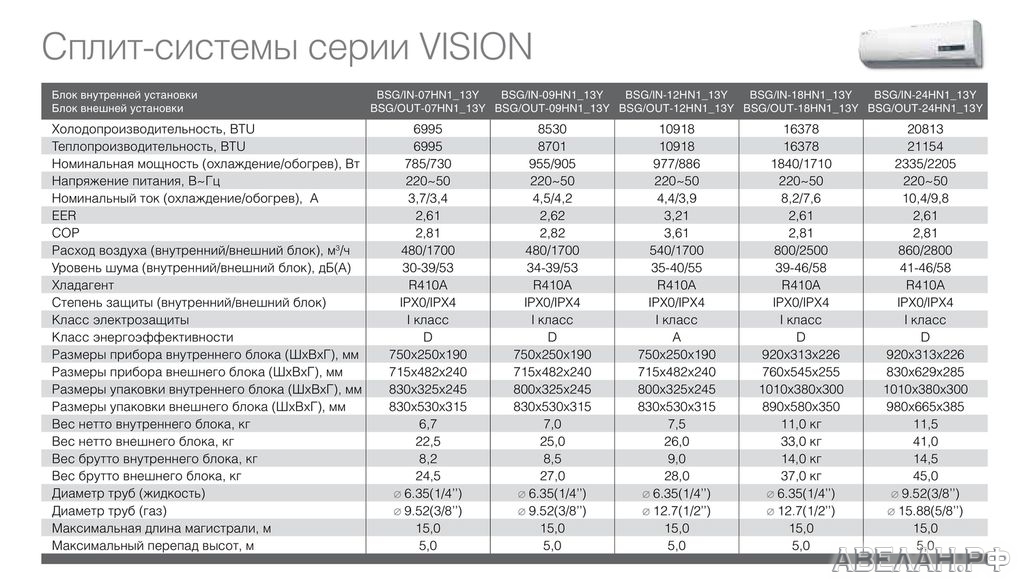 Сплит-системы серии VISION
Блок внутренней установки BSG/IN-07HN1_13Y BSG/IN-09HN1_13Y BSG/IN-12HN1_13Y BSG/IN-18HN1_13Y BSG/IN-24HN1_13Y
Блок внешней установки BSG/OUT-07HN1_13Y BSG/OUT-09HN1_13Y BSG/OUT-12HN1_13Y BSG/OUT-18HN1_13Y BSG/OUT-24HN1_13Y
Холодопроизводительность, BTU 6995 8530 10918 16378 20813
Теплопроизводительность, BTU 6995 8701 10918 16378 21154
Номинальная мощность (охлаждение/обогрев), Вт 785/730 955/905 977/886 1840/1710 2335/2205
Напряжение питания, В~Гц 220~50 220~50 220~50 220~50 220~50
Номинальный ток (охлаждение/обогрев), А 3,7/3,4 4,5/4,2 4,4/3,9 8,2/7,6 10,4/9,8
EER 2,61 2,62 3,21 2,61 2,61
COP 2,81 2,82 3,61 2,81 2,81
Расход воздуха (внутренний/внешний блок), м³/ч 480/1700 480/1700 540/1700 800/2500 860/2800
Уровень шума (внутренний/внешний блок), дБ(А) 30-39/53 34-39/53 35-40/55 39-46/58 41-46/58
Хладагент R410A R410A R410A R410A R410A
Степень защиты (внутренний/внешний блок) IPX0/IPX4 IPX0/IPX4 IPX0/IPX4 IPX0/IPX4 IPX0/IPX4
Класс электрозащиты I класс I класс I класс I класс I класс
Класс энергоэффективности D D A D D
Размеры прибора внутреннего блока (ШхВхГ), мм 750x250x190 750x250x190 750x250x190 920x313x226 920x313x226
Размеры прибора внешнего блока (ШхВхГ), мм 715x482x240 715x482x240 715x482x240 760x545x255 830x629x285
Размеры упаковки внутреннего блока (ШхВхГ), мм 830x325x245 800x325x245 800x325x245 1010x380x300 1010x380x300
Размеры упаковки внешнего блока (ШхВхГ), мм 830x530x315 830x530x315 830x530x315 890x580x350 980x665x385
Вес нетто внутреннего блока, кг 6,7 7,0 7,5 11,0 кг 11,5
Вес нетто внешнего блока, кг 22,5 25,0 26,0 33,0 кг 41,0
Вес брутто внутреннего блока, кг 8,2 8,5 9,0 14,0 кг 14,5
Вес брутто внешнего блока, кг 24,5 27,0 28,0 37,0 кг 45,0
Диаметр труб (жидкость) ⌀ 6.35(1/4'') ⌀ 6.35(1/4'') ⌀ 6.35(1/4'') ⌀ 6.35(1/4'') ⌀ 9.52(3/8'')
Диаметр труб (газ) ⌀ 9.52(3/8'') ⌀ 9.52(3/8'') ⌀ 12.7(1/2'') ⌀ 12.7(1/2'') ⌀ 15.88(5/8'')
Максимальная длина магистрали, м 15,0 15,0 15,0 15,0 15,0
Максимальный перепад высот, м 5,0 5,0 5,0 5,0 5,0
АВЕЛАН.РФ